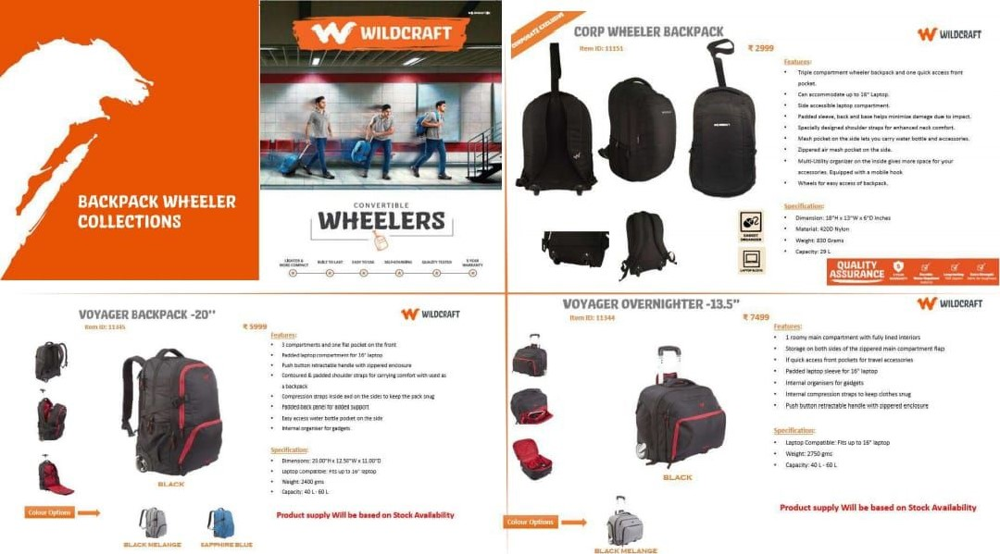 BACKPACK WHEELER
COLLECTIONS
WILDCRAFT
CONVERTIBLE
WHEELERS
LIGHTER &
MORE COMPACT
BUILT TO LAST
EASY TO USE
SELF-STANDING
QUALITY TESTED
5 YEAR
WARRANTY
CORPORATE EXCLUSIVE
CORP WHEELER BACKPACK
WILDCRAFT
Item ID: 11151
₹ 2999
Features:
• Triple compartment wheeler backpack and one quick access front
pocket.
• Can accommodate up to 16" Laptop.
• Side accessible laptop compartment.
• Padded sleeve, back and base helps minimize damage due to impact.
• Specially designed shoulder straps for enhanced neck comfort.
• Mesh pocket on the side lets you carry water bottle and accessories.
• Zippered air mesh pocket on the side.
• Multi-Utility organizer on the inside gives more space for your
accessories. Equipped with a mobile hook
• Wheels for easy access of backpack.
Specification:
• Dimension: 18"H x 13"W x 6"D Inches
• Material: 420D Nylon
• Weight: 830 Grams
• Capacity: 29 L
GADGET
ORGANIZER
LAPTOP SLEEVE
QUALITY
ASSURANCE
VOYAGER BACKPACK -20''
WILDCRAFT
Item ID: 11345
₹ 5999
Features:
• 3 compartments and one flat pocket on the front
• Padded laptop compartment for 16" laptop
• Push button retractable handle with zippered enclosure
• Contoured & padded shoulder straps for carrying comfort with used as
a backpack
• Compression straps inside and on the sides to keep the pack snug
• Padded back panel for added support
• Easy access water bottle pocket on the side
• Internal organiser for gadgets
Specification:
• Dimensions: 20.00"H x 12.50"W x 11.00"D
• Laptop Compatible: Fits up to 16" laptop
• Weight: 2400 gms
• Capacity: 40 L - 60 L
BLACK
Colour Options
Product supply Will be based on Stock Availability
BLACK MELANGE
SAPPHIRE BLUE
VOYAGER OVERNIGHTER -13.5''
WILDCRAFT
Item ID: 11344
₹ 7499
Features:
• 1 roomy main compartment with fully lined interiors
• Storage on both sides of the zippered main compartment flap
• If quick access front pockets for travel accessories
• Padded laptop sleeve for 16" laptop
• Internal organisers for gadgets
• Internal compression straps to keep clothes snug
• Push button retractable handle with zippered enclosure
Specification:
• Laptop Compatible: Fits up to 16" laptop
• Weight: 2750 gms
• Capacity: 40 L - 60 L
BLACK
Product supply Will be based on Stock Availability
Colour Options
BLACK MELANGE